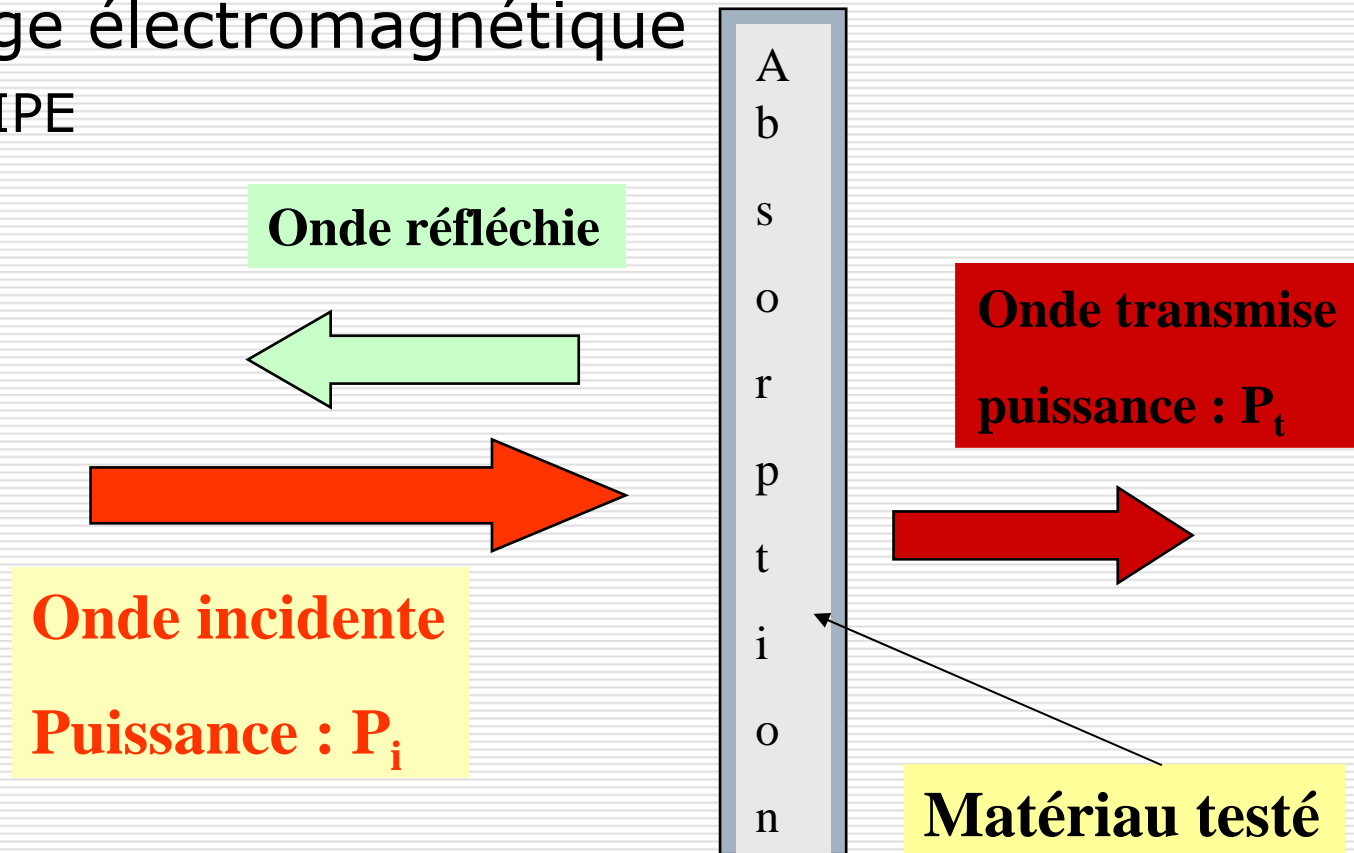 ge électromagnétique
IPE
Onde réfléchie
Onde incidente
Puissance : Pi
A
b
s
o
r
p
t
i
o
n
Onde transmise
puissance : Pt
Matériau testé